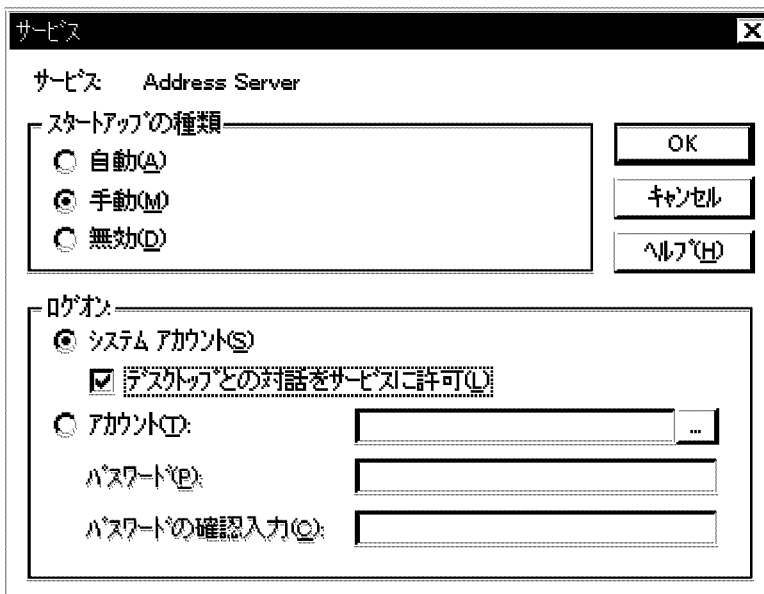 サービス
サービス: Address Server
スタートアップの種類
自動(A)
手動(M)
無効(D)
OK
キャンセル
ヘルプ(H)
ログオン:
システム アカウント(S)
デスクトップとの対話をサービスに許可(L)
アカウント(T):
...
パスワード(P):
パスワードの確認入力(C):